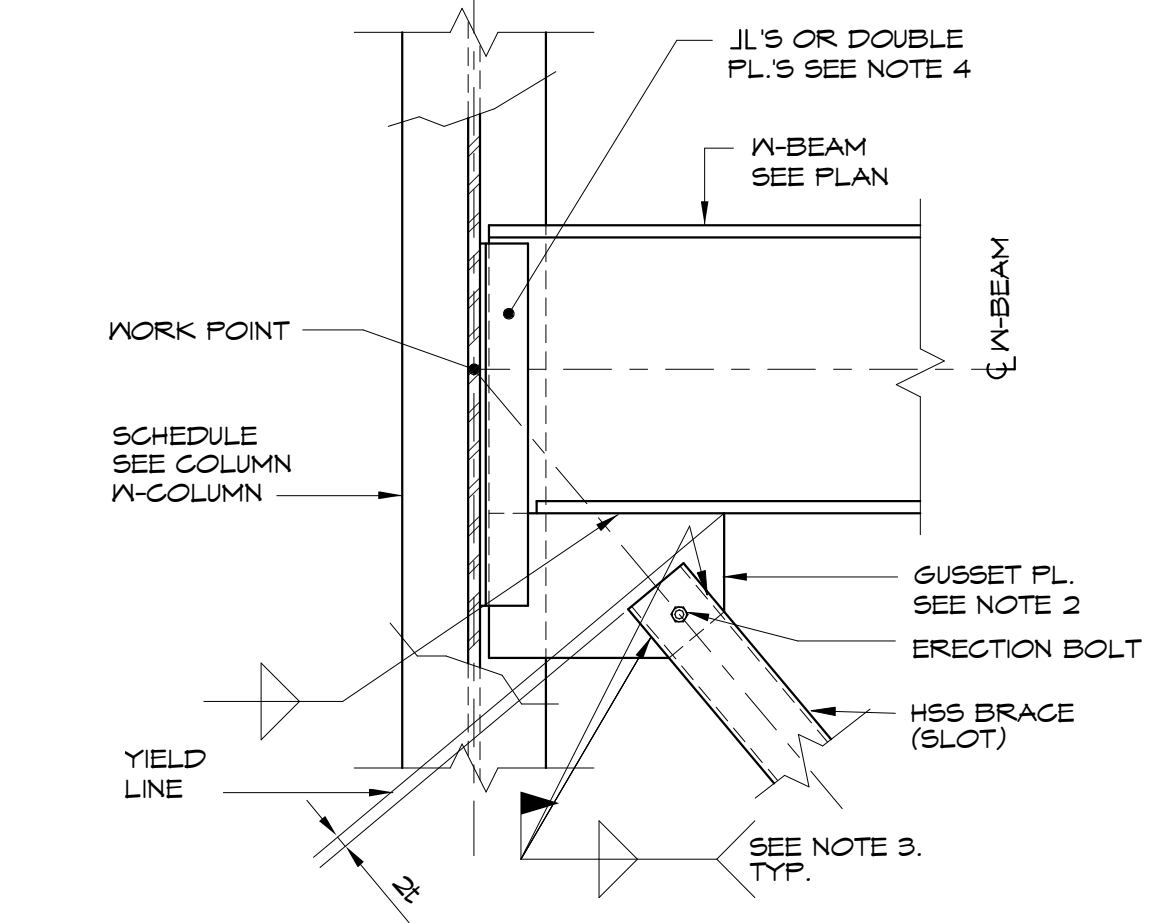 JL'S OR DOUBLE
PL.'S SEE NOTE 4
W-BEAM
SEE PLAN
℄ W-BEAM
WORK POINT
SCHEDULE
SEE COLUMN
W-COLUMN
GUSSET PL.
SEE NOTE 2
ERECTION BOLT
HSS BRACE
(SLOT)
YIELD
LINE
SEE NOTE 3.
TYP.
2t